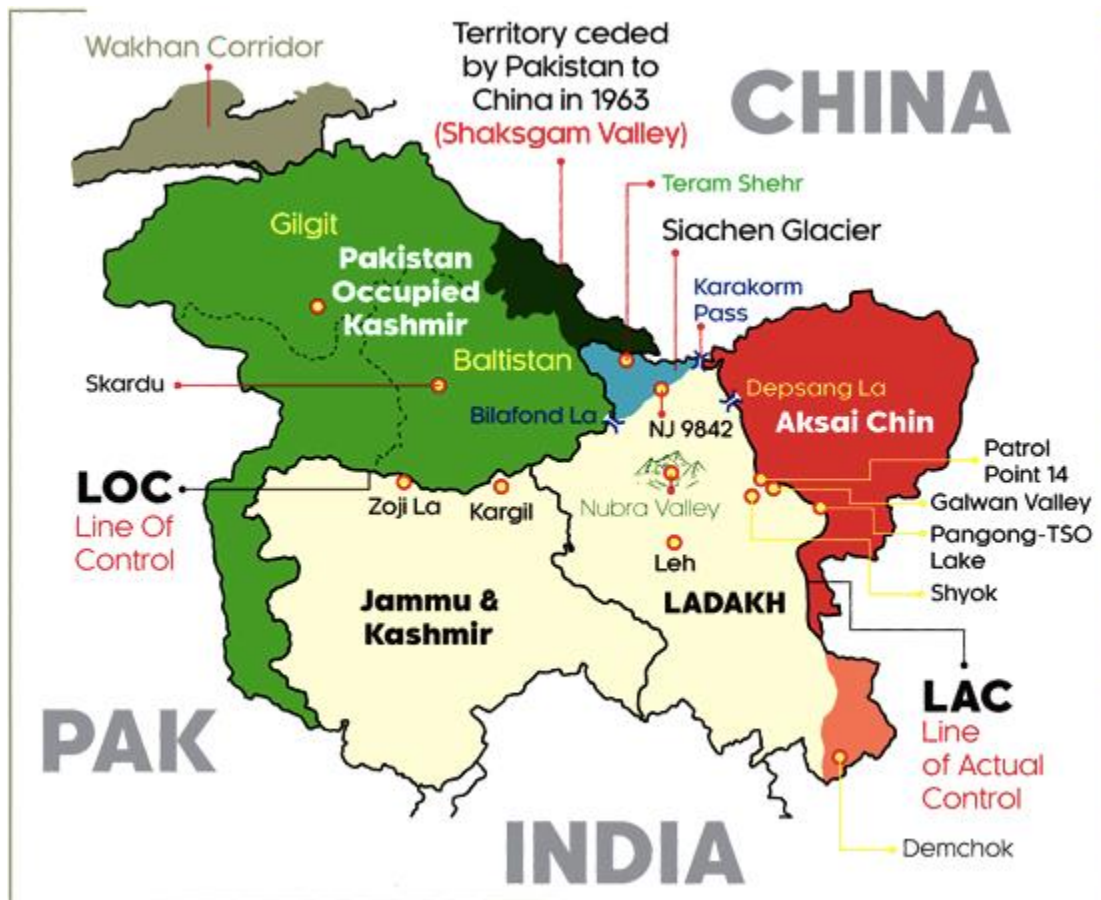 Wakhan Corridor
Territory ceded
by Pakistan to
China in 1963
(Shaksgam Valley)
CHINA
Teram Shehr
Siachen Glacier
Gilgit
Pakistan
Occupied
Kashmir
Karakorm
Pass
Baltistan
Skardu
Depsang La
Bilafond La
NJ 9842
Aksai Chin
Patrol
Point 14
LOC
Line Of
Control
Zoji La
Kargil
Nubra Valley
Galwan Valley
Pangong-TSO
Lake
Leh
Shyok
Jammu &
Kashmir
LADAKH
PAK
LAC
Line
of Actual
Control
INDIA
Demchok